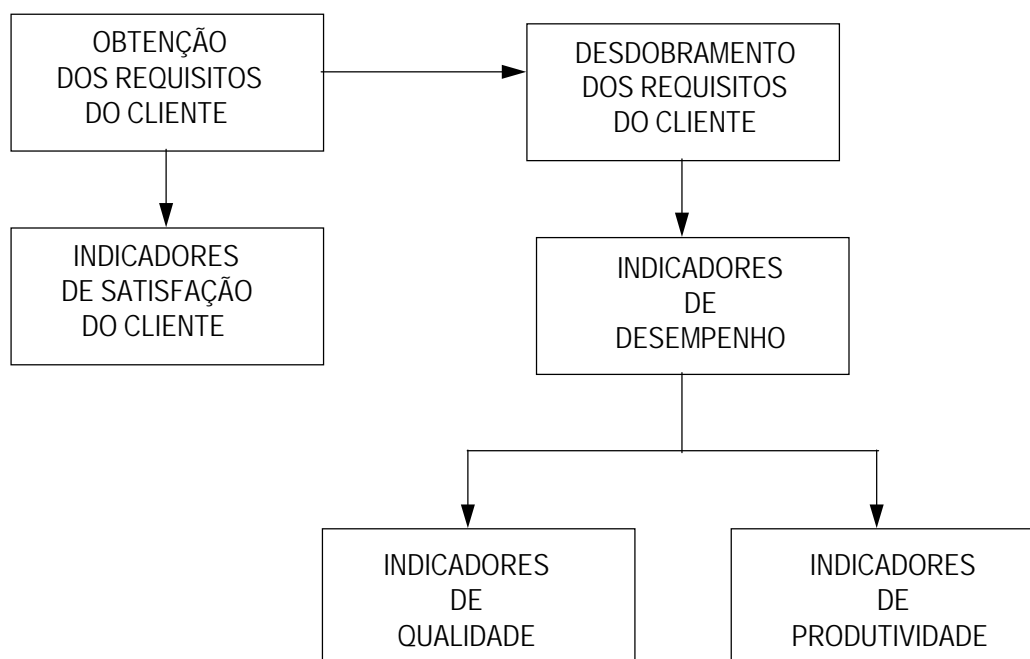 OBTENÇÃO
DOS REQUISITOS
DO CLIENTE
DESDOBRAMENTO
DOS REQUISITOS
DO CLIENTE
INDICADORES
DE SATISFAÇÃO
DO CLIENTE
INDICADORES
DE
DESEMPENHO
INDICADORES
DE
QUALIDADE
INDICADORES
DE
PRODUTIVIDADE